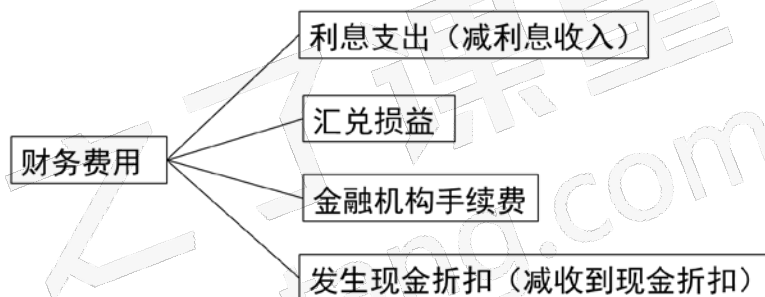 利息支出（减利息收入）
汇兑损益
财务费用
金融机构手续费
发生现金折扣（减收到现金折扣）